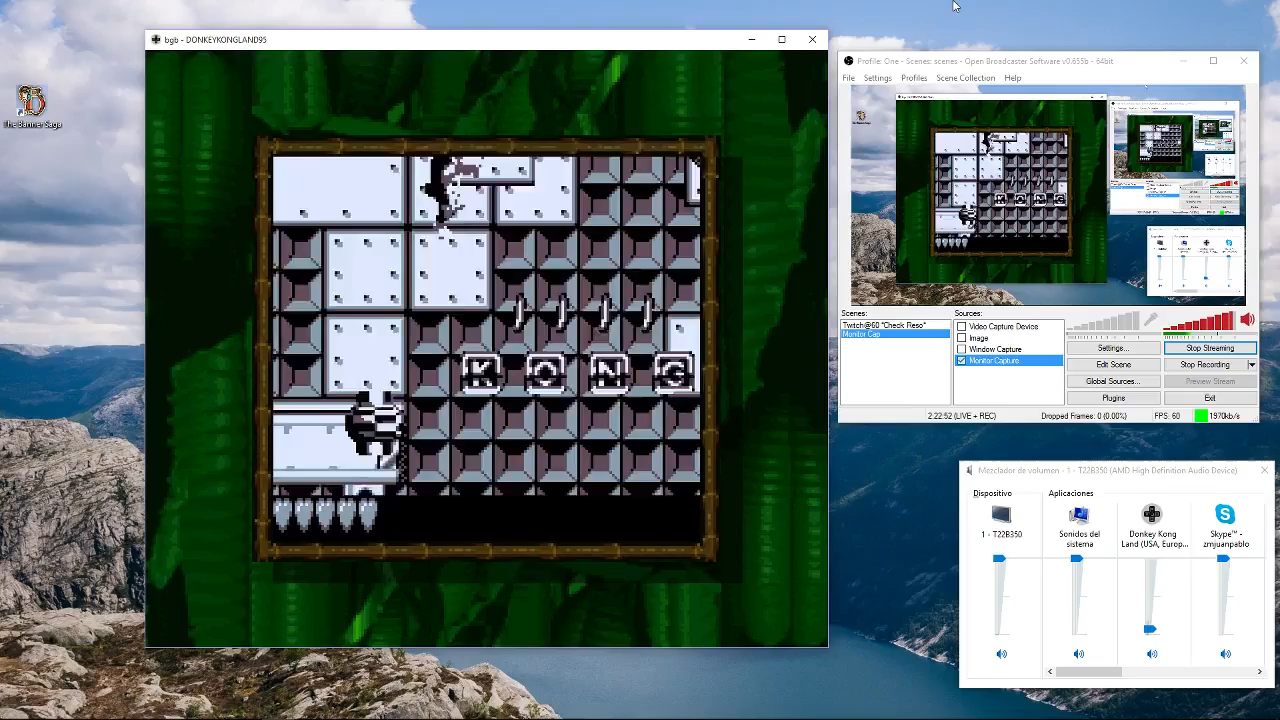 bgb - DONKEYKONGLAND95
The Banner Saga
K O N G
Profile: One - Scenes: scenes - Open Broadcaster Software v0.655b - 64bit
File Settings Profiles Scene Collection Help
Scenes:
Twtch@60 *Check Reso*
Monitor Cap
Sources:
Video Capture Device
Image
Window Capture
Monitor Capture
Settings... Stop Streaming
Edit Scene Stop Recording
Global Sources... Preview Stream
Plugins Exit
2:22:52 (LIVE + REC) Dropped Frames: 0 (0.00%) FPS: 60 1970kb/s
Mezclador de volumen - 1 - T22B350 (AMD High Definition Audio Device)
Dispositivo Aplicaciones
1 - T22B350
Sonidos del
sistema
Donkey Kong
Land (USA, Europ...
Skype™ -
zmjuanpablo